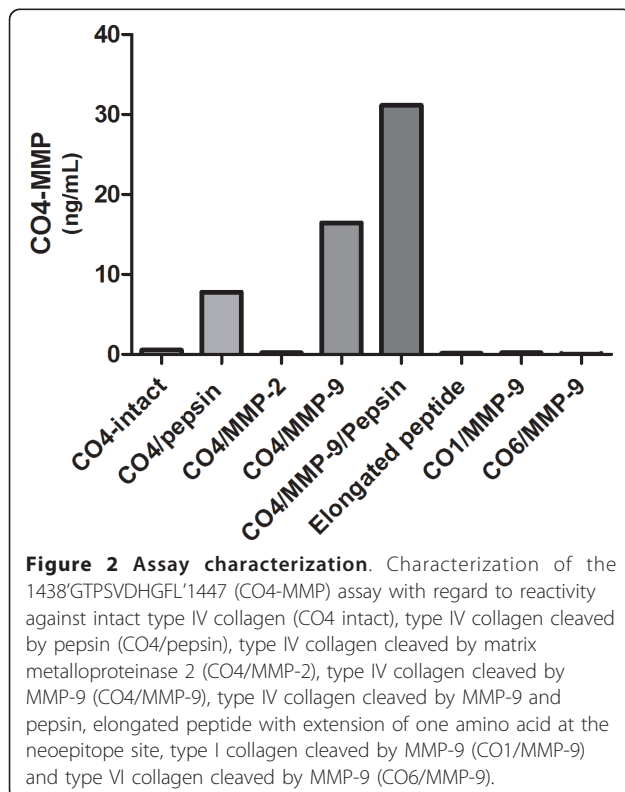 40
30
20
10
0
CO4-MMP
(ng/mL)
CO4-intact
CO4/pepsin
CO4/MMP-2
CO4/MMP-9
CO4/MMP-9/Pepsin
Elongated peptide
CO1/MMP-9
CO6/MMP-9
Figure 2 Assay characterization. Characterization of the
1438'GTPSVDHGFL'1447 (CO4-MMP) assay with regard to reactivity
against intact type IV collagen (CO4 intact), type IV collagen cleaved
by pepsin (CO4/pepsin), type IV collagen cleaved by matrix
metalloproteinase 2 (CO4/MMP-2), type IV collagen cleaved by
MMP-9 (CO4/MMP-9), type IV collagen cleaved by MMP-9 and
pepsin, elongated peptide with extension of one amino acid at the
neoepitope site, type I collagen cleaved by MMP-9 (CO1/MMP-9)
and type VI collagen cleaved by MMP-9 (CO6/MMP-9).